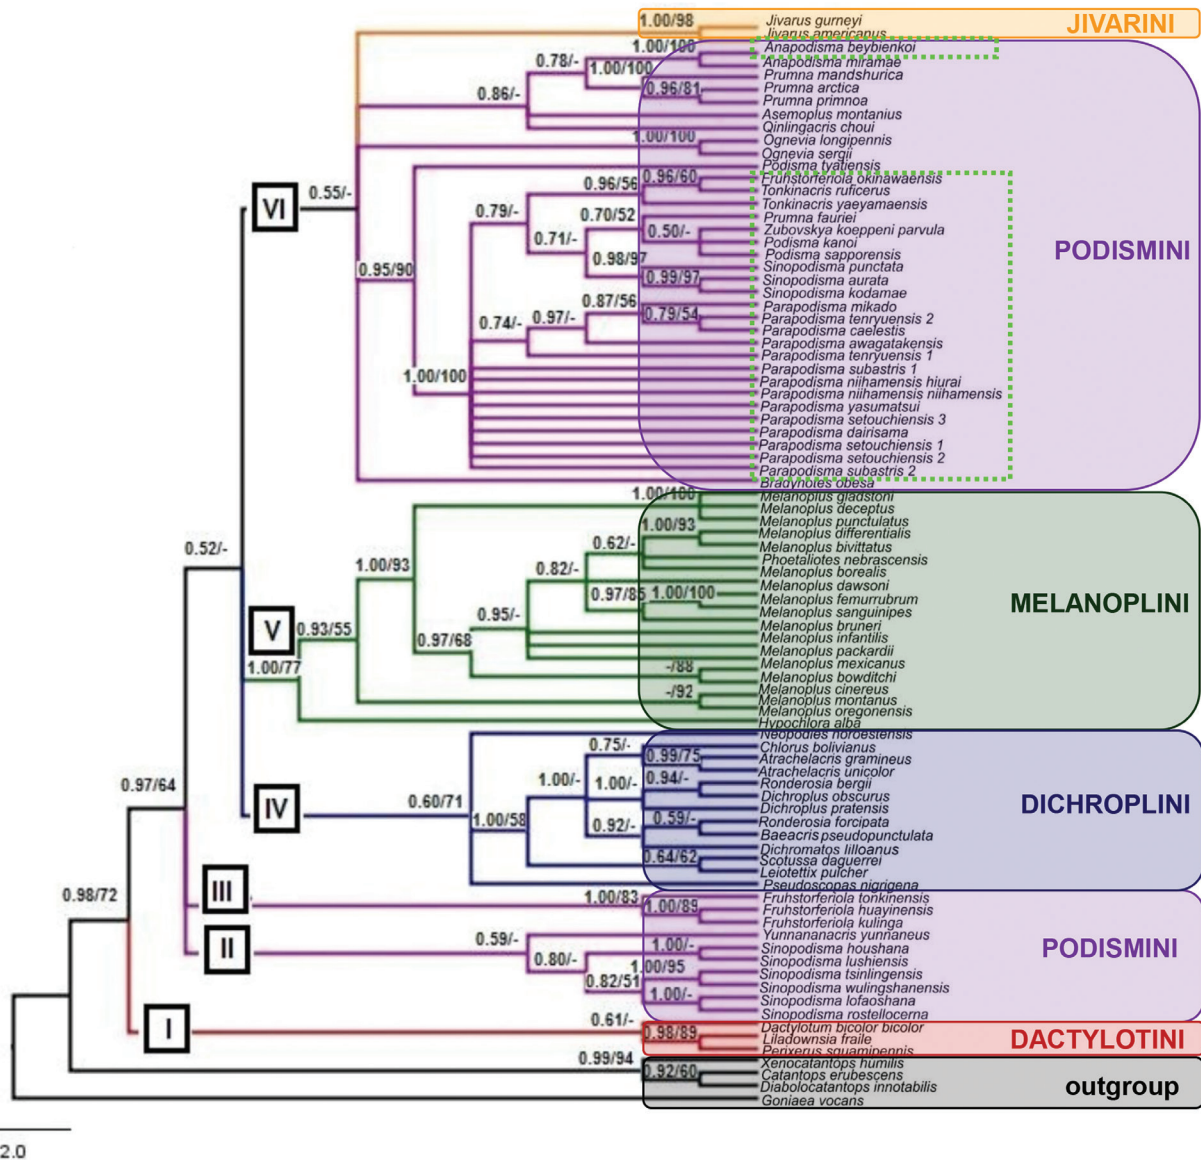 1.00/98
Jivarus gurneyi
Jivarus americanus
JIVARINI
1.00/100
Anapodisma beybienkoi
0.78/-
1.00/100
Anapodisma miramae
Prumna mandshurica
0.86/-
0.96/81
Prumna arctica
Prumna primnoa
Asemoplus montanius
Qinlingacris choui
1.00/100
Ognevia longipennis
Ognevia sergii
Podisma tyatiensis
VI
0.55/-
0.96/56
0.96/60
Fruhstorferiola okinawaensis
Tonkinacris ruficerus
Tonkinacris yaeyamaensis
0.79/-
0.70/52
Prumna fauriei
0.71/-
0.50/-
Zubovskya koeppeni parvula
Podisma kanoi
Podisma sapporensis
PODISMINI
0.95/90
0.98/97
Sinopodisma punctata
0.99/97
Sinopodisma aurata
Sinopodisma kodamae
0.87/56
Parapodisma mikado
0.74/-
0.97/-
0.79/54
Parapodisma tenryuensis 2
Parapodisma caelestis
Parapodisma awagatakensis
Parapodisma tenryuensis 1
1.00/100
Parapodisma subastris 1
Parapodisma niihamensis hiurai
Parapodisma niihamensis niihamensis
Parapodisma yasumatsui
Parapodisma setouchiensis 3
Parapodisma dairisama
Parapodisma setouchiensis 1
Parapodisma setouchiensis 2
Parapodisma subastris 2
Bradynotes obesa
1.00/100
Melanoplus gladstoni
Melanoplus deceptus
Melanoplus punctulatus
0.52/-
0.62/-
1.00/93
Melanoplus differentialis
Melanoplus bivittatus
Phoetaliotes nebrascensis
1.00/93
0.82/-
Melanoplus borealis
Melanoplus dawsoni
0.97/85
1.00/100
Melanoplus femurrubrum
Melanoplus sanguinipes
MELANOPLINI
V
0.93/55
0.97/68
0.95/-
Melanoplus bruneri
Melanoplus infantilis
Melanoplus packardii
1.00/77
-/88
Melanoplus mexicanus
Melanoplus bowditchi
-/92
Melanoplus cinereus
Melanoplus montanus
Melanoplus oregonensis
Hypochlora alba
Neopodies noroestensis
0.75/-
Chlorus bolivianus
0.99/75
Atrachelacris gramineus
Atrachelacris unicolor
0.97/64
1.00/-
1.00/-
0.94/-
Ronderosia bergii
Dichroplus obscurus
Dichroplus pratensis
DICHROPLINI
IV
0.60/71
1.00/58
0.92/-
0.59/-
Ronderosia forcipata
Baeacris pseudopunctulata
Dichromatos lilloanus
0.64/62
Scotussa daguerrei
Leiotettix pulcher
Pseudoscopas nigrigena
0.98/72
III
1.00/83
1.00/89
Fruhstorferiola tonkinensis
Fruhstorferiola huayinensis
Fruhstorferiola kulinga
II
0.59/-
Yunnananacris yunnaneus
0.80/-
1.00/-
Sinopodisma houshana
Sinopodisma lushiensis
PODISMINI
0.82/51
1.00/95
Sinopodisma tsinlingensis
Sinopodisma wulingshanensis
1.00/-
Sinopodisma lofaoshana
Sinopodisma rostellocerna
I
0.61/-
0.98/89
Dactylotum bicolor bicolor
Liladownsia fraile
Perixerus squamipennis
DACTYLOTINI
0.99/94
0.92/60
Xenocatantops humilis
Catantops erubescens
Diabolocatantops innotabilis
Goniaea vocans
outgroup
2.0